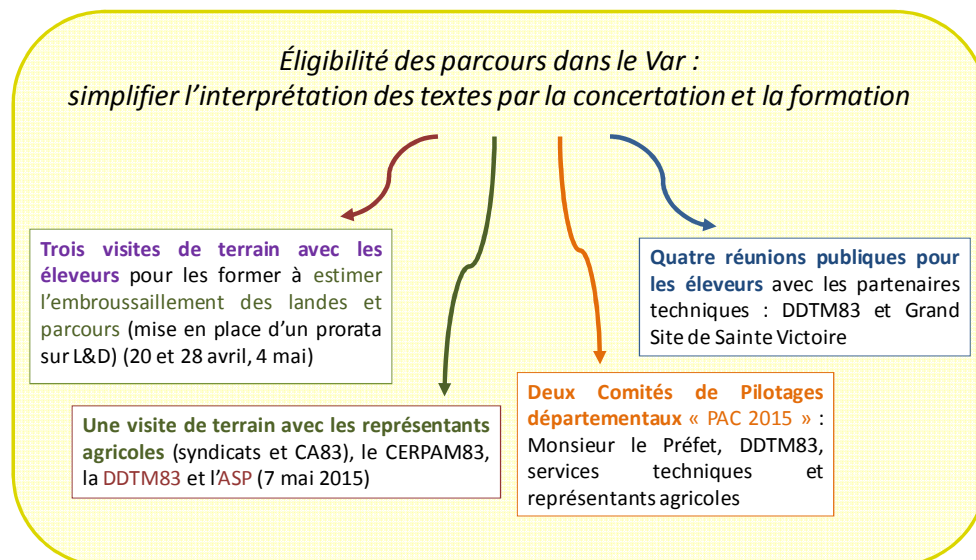 Éligibilité des parcours dans le Var :
simplifier l'interprétation des textes par la concertation et la formation
Trois visites de terrain avec les
éleveurs pour les former à estimer
l'embroussaillement des landes et
parcours (mise en place d'un prorata
sur L&D) (20 et 28 avril, 4 mai)
Une visite de terrain avec les représentants
agricoles (syndicats et CA83), le CERPAM83,
la DDTM83 et l'ASP (7 mai 2015)
Deux Comités de Pilotages
départementaux « PAC 2015 » :
Monsieur le Préfet, DDTM83,
services techniques et
représentants agricoles
Quatre réunions publiques pour
les éleveurs avec les partenaires
techniques : DDTM83 et Grand
Site de Sainte Victoire